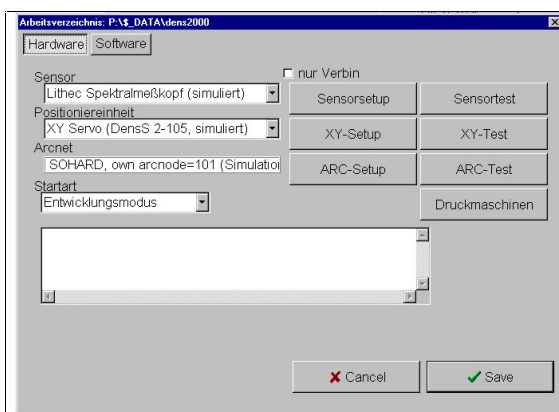 Arbeitsverzeichnis: P:\$_DATA\dens2000
Hardware Software
Sensor
nur Verbin
Lithec Spektralmeßkopf (simuliert)
Sensorsetup Sensortest
Positioniereinheit
XY Servo (DensS 2-105, simuliert)
XY-Setup XY-Test
Arcnet
SOHARD, own arcnode=101 (Simulation
ARC-Setup ARC-Test
Startart
Entwicklungsmodus
Druckmaschinen
Cancel Save